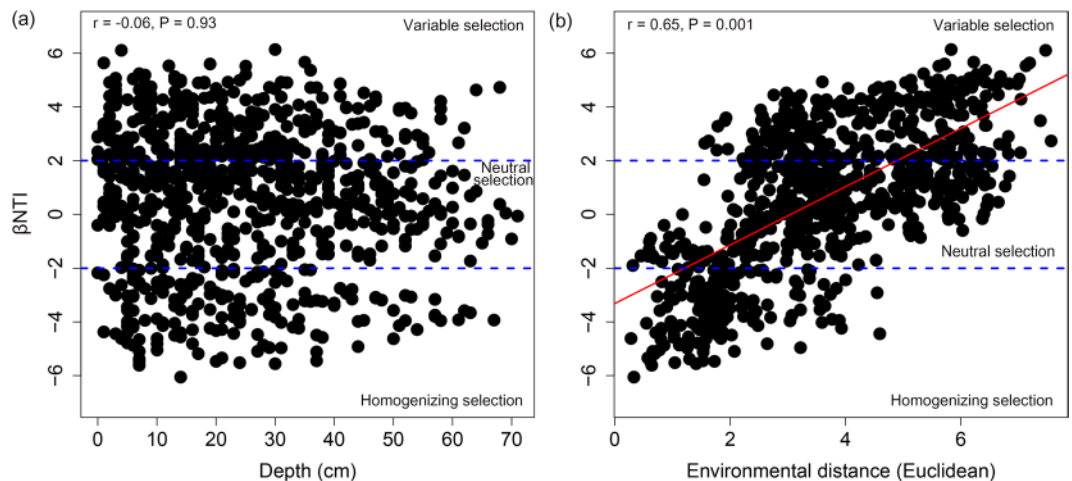 (a)
r = -0.06, P = 0.93
Variable selection
6
4
2
0
-2
-4
-6
βNTI
Neutral
selection
Homogenizing selection
0 10 20 30 40 50 60 70
Depth (cm)
(b)
r = 0.65, P = 0.001
Variable selection
6
4
2
0
-2
-4
-6
Neutral selection
Homogenizing selection
0 2 4 6
Environmental distance (Euclidean)